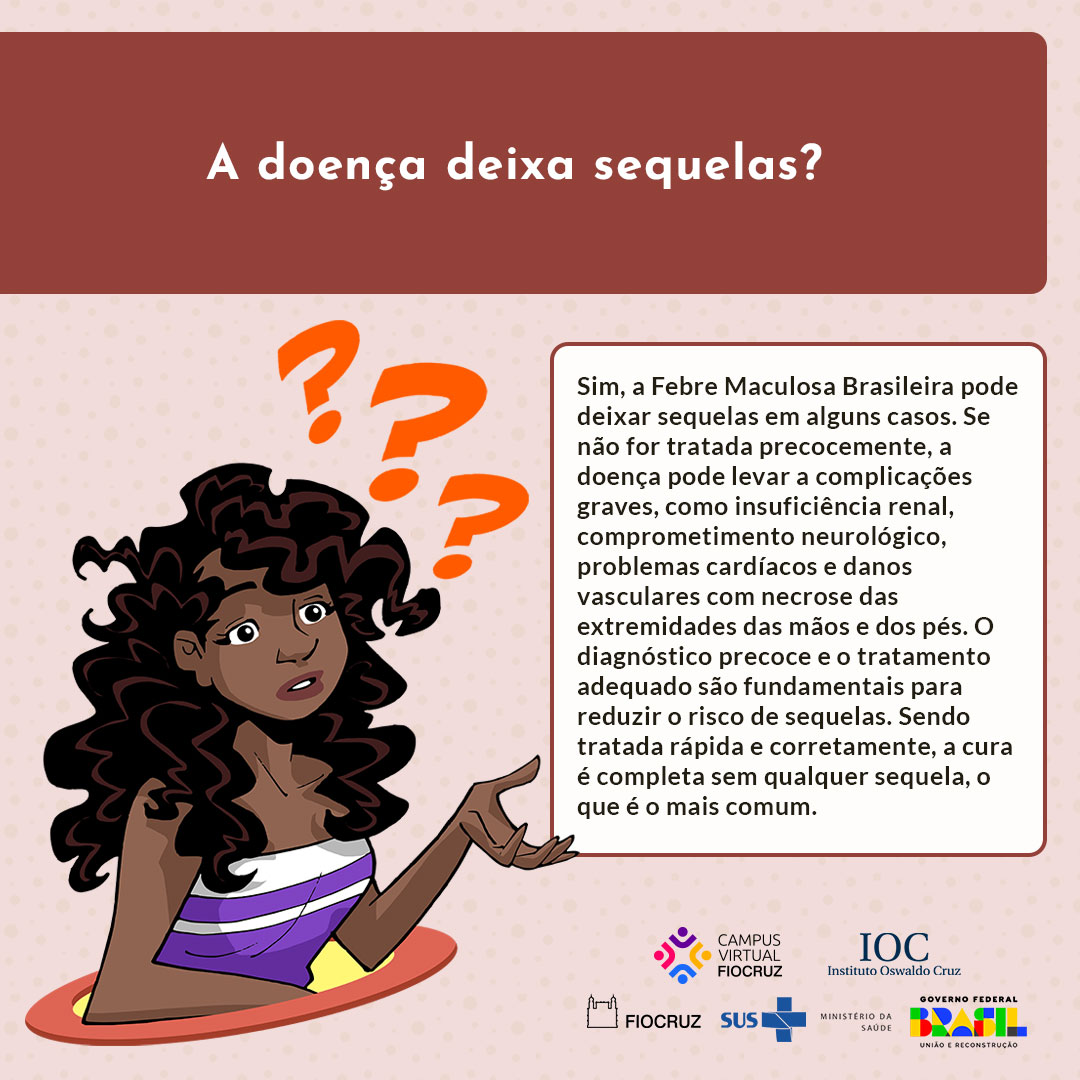 A doença deixa sequelas?
? ? ?
Sim, a Febre Maculosa Brasileira pode
deixar sequelas em alguns casos. Se
não for tratada precocemente, a
doença pode levar a complicações
graves, como insuficiência renal,
comprometimento neurológico,
problemas cardíacos e danos
vasculares com necrose das
extremidades das mãos e dos pés. O
diagnóstico precoce e o tratamento
adequado são fundamentais para
reduzir o risco de sequelas. Sendo
tratada rápida e corretamente, a cura
é completa sem qualquer sequela, o
que é o mais comum.
CAMPUS
VIRTUAL
FIOCRUZ
IOC
Instituto Oswaldo Cruz
FIOCRUZ
SUS
MINISTÉRIO DA
SAÚDE
GOVERNO FEDERAL
BRASIL
UNIÃO E RECONSTRUÇÃO